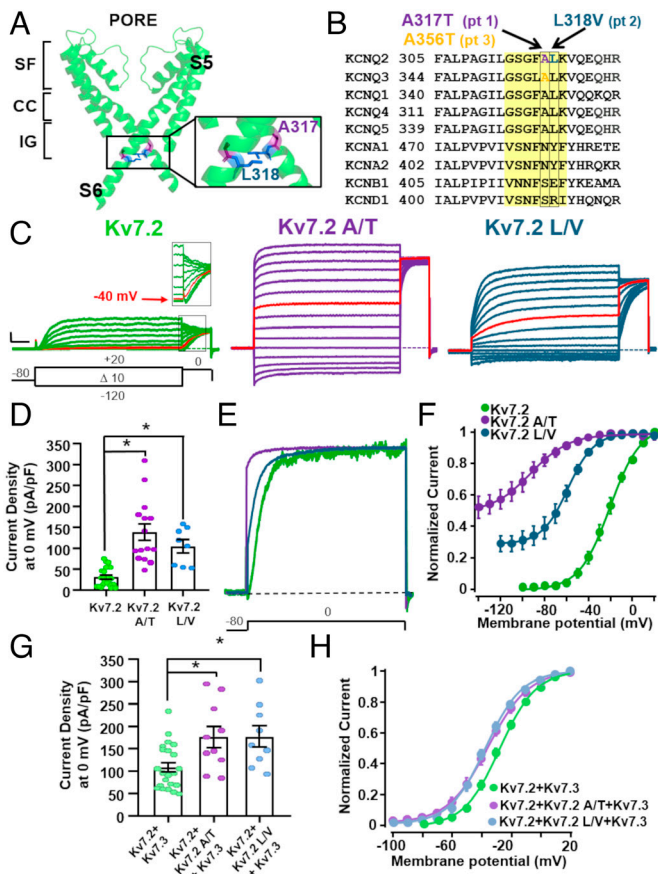 A
PORE
SF
CC
IG
S5
S6
A317
L318
B
A317T (pt 1)
L318V (pt 2)
A356T (pt 3)
KCNQ2 305 FALPAGILGSGFALKVQEQHR
KCNQ3 344 FALPAGILGSGLALKVQEQHR
KCNQ1 340 FALPAGILGSGFALKVQQKQR
KCNQ4 311 FALPAGILGSGFALKVQEQHR
KCNQ5 339 FALPAGILGSGFALKVQEQHR
KCNA1 470 IALPVPVIVSNFNYFYHRETE
KCNA2 402 IALPVPVIVSNFNYFYHRQKR
KCNB1 405 IALPIPIIVNNFSEFYKEAMA
KCND1 400 IALPVPVIVSNFSRIYHQNQR
C
Kv7.2
Kv7.2 A/T
Kv7.2 L/V
-40 mV
+20
0
-80
Δ 10
-120
D
Current Density
at 0 mV (pA/pF)
350
300
250
200
150
100
50
0
*
*
Kv7.2
Kv7.2
A/T
Kv7.2
L/V
E
-80
0
F
Kv7.2
Kv7.2 A/T
Kv7.2 L/V
Normalized Current
1
0.8
0.6
0.4
0.2
0
-140
-100
-60
-20
20
Membrane potential (mV)
G
Current Density
at 0 mV (pA/pF)
350
300
250
200
150
100
50
0
*
*
Kv7.2+
Kv7.3
Kv7.2+
Kv7.2 A/T
+ Kv7.3
Kv7.2+
Kv7.2 L/V
+ Kv7.3
H
Normalized Current
1
0.8
0.6
0.4
0.2
0
Kv7.2+Kv7.3
Kv7.2+Kv7.2 A/T+Kv7.3
Kv7.2+Kv7.2 L/V+Kv7.3
-100
-80
-60
-40
-20
0
20
Membrane potential (mV)